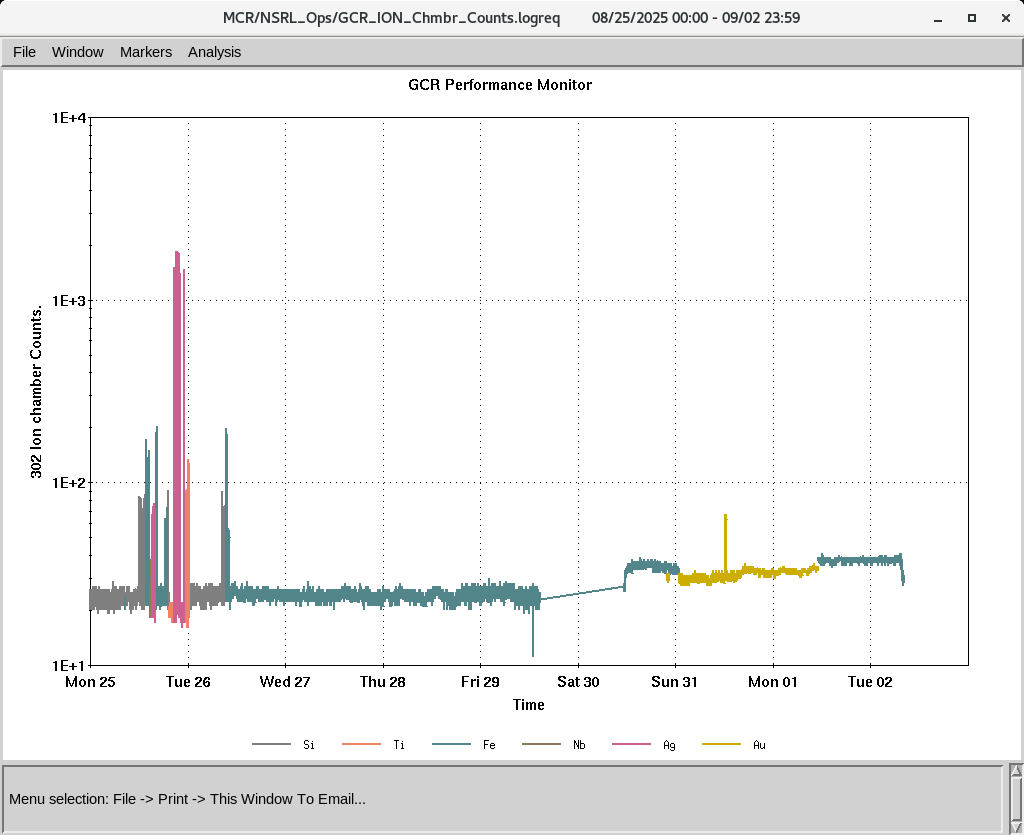 MCR/NSRL_Ops/GCR_ION_Chmbr_Counts.logreq 08/25/2025 00:00 - 09/02 23:59
File Window Markers Analysis
GCR Performance Monitor
1E+4
1E+3
302 Ion chamber Counts.
1E+2
1E+1
Mon 25 Tue 26 Wed 27 Thu 28 Fri 29 Sat 30 Sun 31 Mon 01 Tue 02
Time
Si Ti Fe Nb Ag Au
Menu selection: File -> Print -> This Window To Email...